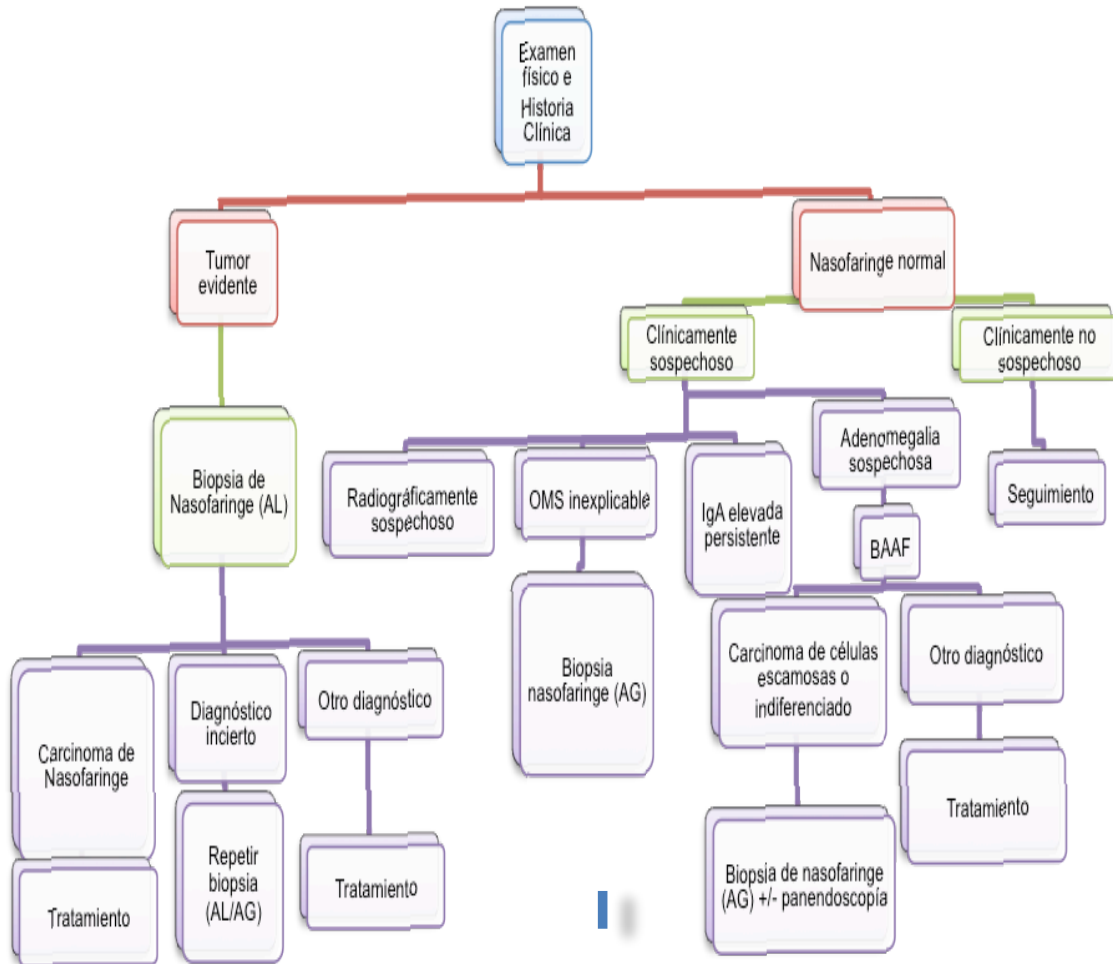 Examen
físico e
Historia
Clínica
Tumor
evidente
Nasofaringe normal
Clínicamente
sospechoso
Clínicamente no
sospechoso
Biopsia de
Nasofaringe (AL)
Radiográficamente
sospechoso
OMS inexplicable
IgA elevada
persistente
Adenomegalia
sospechosa
Seguimiento
BAAF
Carcinoma de
Nasofaringe
Diagnóstico
incierto
Otro diagnóstico
Biopsia
nasofaringe (AG)
Carcinoma de células
escamosas o
indiferenciado
Otro diagnóstico
Tratamiento
Repetir
biopsia
(AL/AG)
Tratamiento
Biopsia de nasofaringe
(AG) +/- panendoscopía
Tratamiento